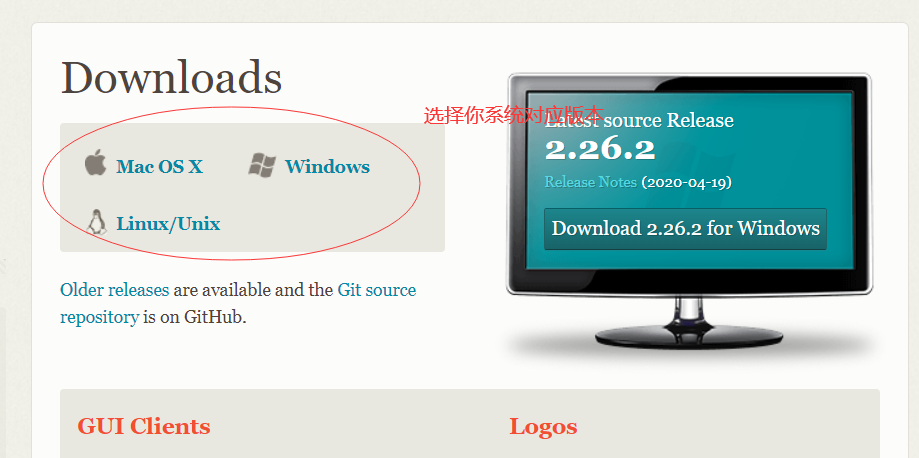 Downloads
Mac OS X
Windows
Linux/Unix
Older releases are available and the Git source
repository is on GitHub.
选择你系统对应版本
Latest source Release
2.26.2
Release Notes (2020-04-19)
Download 2.26.2 for Windows
GUI Clients
Logos